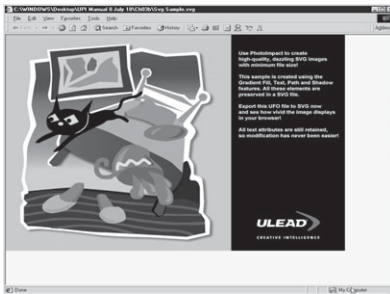 C:\WINDOWS\Desktop\UPI Manual 8 July 18\Ch03\Svg Sample.svg
File Edit View Favorites Tools Help
Search Favorites History
Use PhotoImpact to create
high-quality, dazzling SVG images
with minimum file size!
This sample is created using the
Gradient Fill, Text, Path and Shadow
features. All these elements are
preserved in a SVG file.
Export this UFO file to SVG now
and see how vivid the image displays
in your browser!
All text attributes are still retained,
so modification has never been easier!
ULEAD
CREATIVE INTELLIGENCE
Done
My Computer